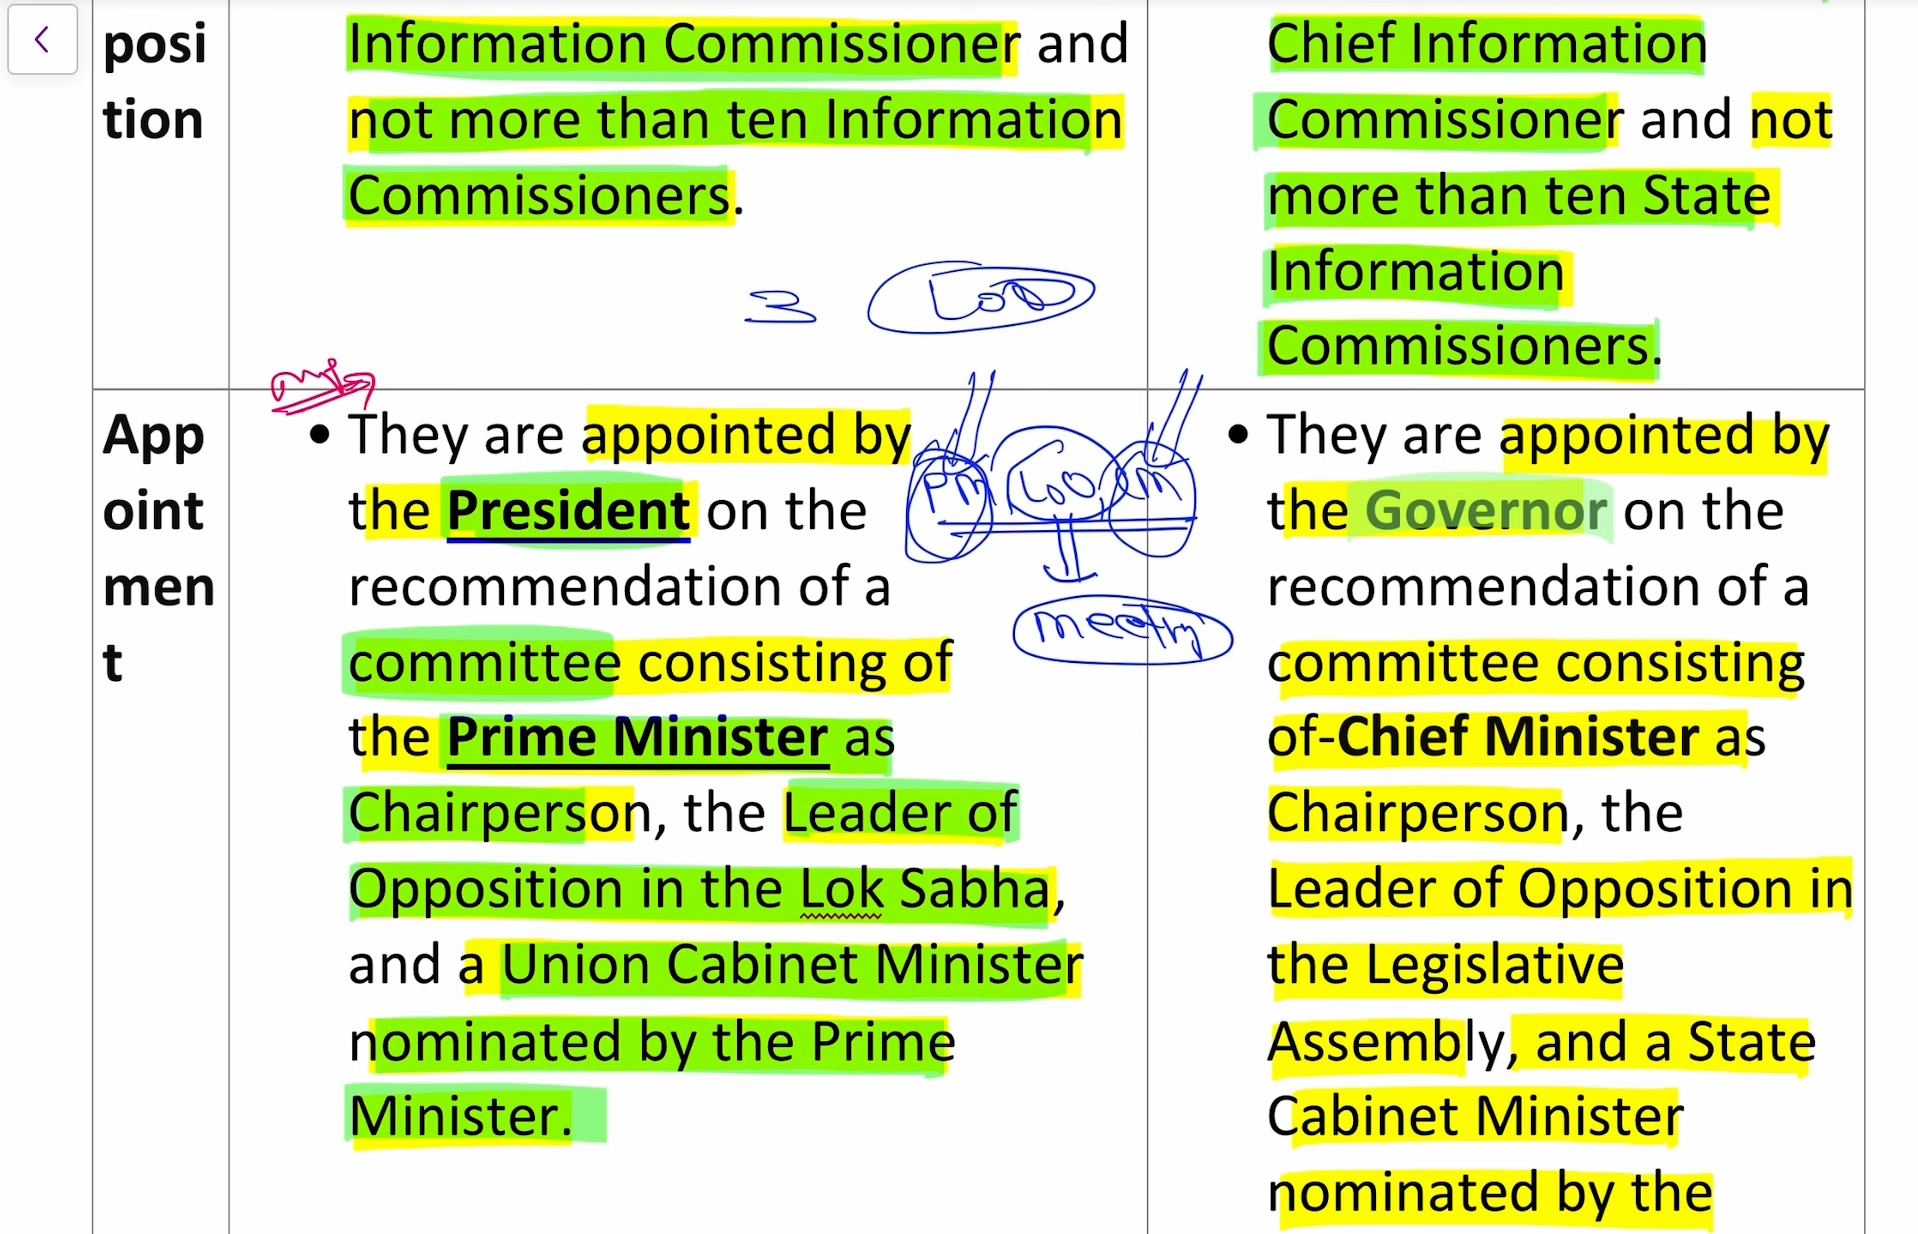 posi
tion
Information Commissioner and
not more than ten Information
Commissioners.
Chief Information
Commissioner and not
more than ten State
Information
Commissioners.
3
LOO
App
oint
men
t
• They are appointed by
the President on the
recommendation of a
committee consisting of
the Prime Minister as
Chairperson, the Leader of
Opposition in the Lok Sabha,
and a Union Cabinet Minister
nominated by the Prime
Minister.
PM LOO CM
meeting
• They are appointed by
the Governor on the
recommendation of a
committee consisting
of-Chief Minister as
Chairperson, the
Leader of Opposition in
the Legislative
Assembly, and a State
Cabinet Minister
nominated by the